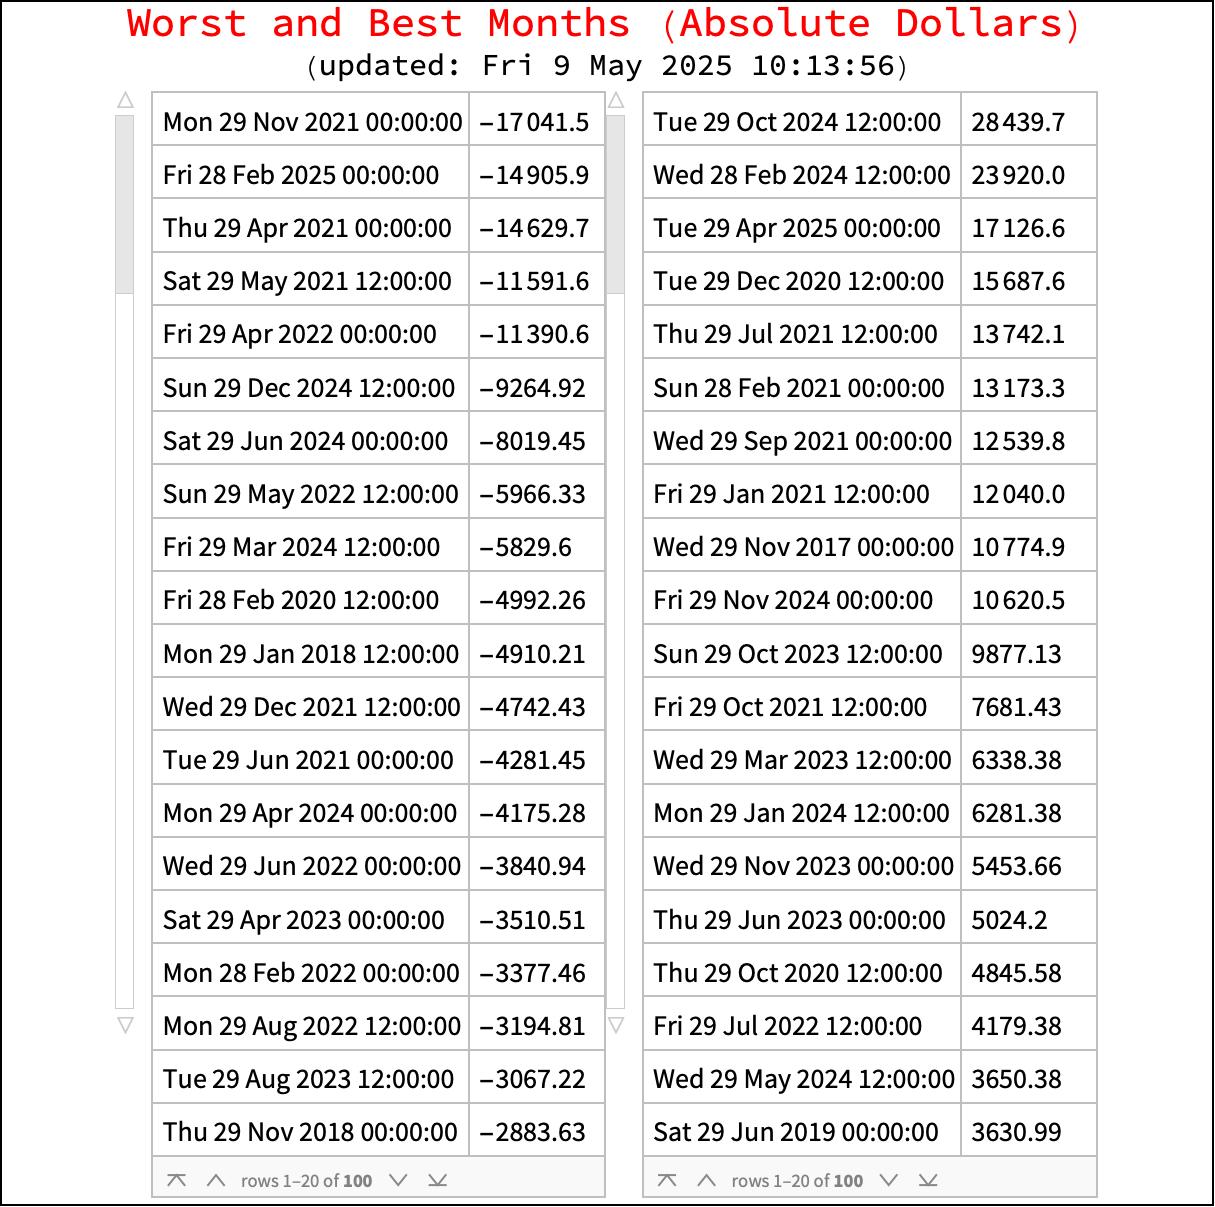 Worst and Best Months (Absolute Dollars)
(updated: Fri 9 May 2025 10:13:56)
Mon 29 Nov 2021 00:00:00 −17041.5
Fri 28 Feb 2025 00:00:00 −14905.9
Thu 29 Apr 2021 00:00:00 −14629.7
Sat 29 May 2021 12:00:00 −11591.6
Fri 29 Apr 2022 00:00:00 −11390.6
Sun 29 Dec 2024 12:00:00 −9264.92
Sat 29 Jun 2024 00:00:00 −8019.45
Sun 29 May 2022 12:00:00 −5966.33
Fri 29 Mar 2024 12:00:00 −5829.6
Fri 28 Feb 2020 12:00:00 −4992.26
Mon 29 Jan 2018 12:00:00 −4910.21
Wed 29 Dec 2021 12:00:00 −4742.43
Tue 29 Jun 2021 00:00:00 −4281.45
Mon 29 Apr 2024 00:00:00 −4175.28
Wed 29 Jun 2022 00:00:00 −3840.94
Sat 29 Apr 2023 00:00:00 −3510.51
Mon 28 Feb 2022 00:00:00 −3377.46
Mon 29 Aug 2022 12:00:00 −3194.81
Tue 29 Aug 2023 12:00:00 −3067.22
Thu 29 Nov 2018 00:00:00 −2883.63
rows 1–20 of 100
Tue 29 Oct 2024 12:00:00 28439.7
Wed 28 Feb 2024 12:00:00 23920.0
Tue 29 Apr 2025 00:00:00 17126.6
Tue 29 Dec 2020 12:00:00 15687.6
Thu 29 Jul 2021 12:00:00 13742.1
Sun 28 Feb 2021 00:00:00 13173.3
Wed 29 Sep 2021 00:00:00 12539.8
Fri 29 Jan 2021 12:00:00 12040.0
Wed 29 Nov 2017 00:00:00 10774.9
Fri 29 Nov 2024 00:00:00 10620.5
Sun 29 Oct 2023 12:00:00 9877.13
Fri 29 Oct 2021 12:00:00 7681.43
Wed 29 Mar 2023 12:00:00 6338.38
Mon 29 Jan 2024 12:00:00 6281.38
Wed 29 Nov 2023 00:00:00 5453.66
Thu 29 Jun 2023 00:00:00 5024.2
Thu 29 Oct 2020 12:00:00 4845.58
Fri 29 Jul 2022 12:00:00 4179.38
Wed 29 May 2024 12:00:00 3650.38
Sat 29 Jun 2019 00:00:00 3630.99
rows 1–20 of 100